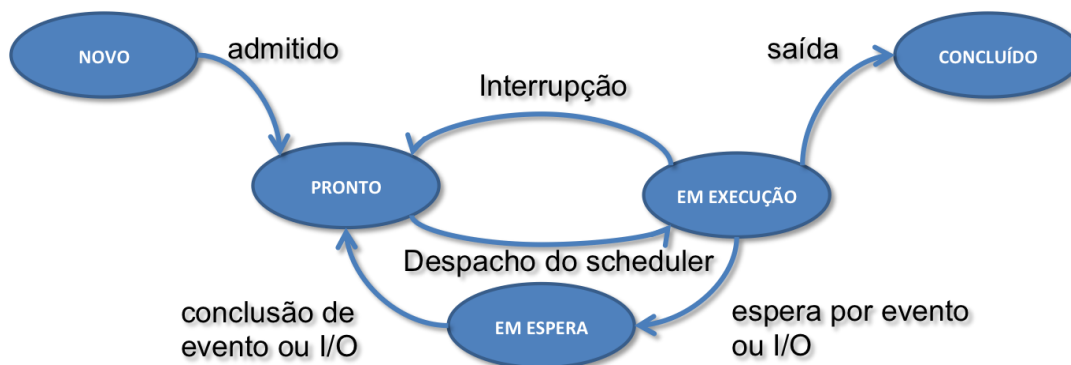 NOVO
admitido
saída
CONCLUÍDO
Interrupção
PRONTO
EM EXECUÇÃO
Despacho do scheduler
conclusão de
evento ou I/O
EM ESPERA
espera por evento
ou I/O